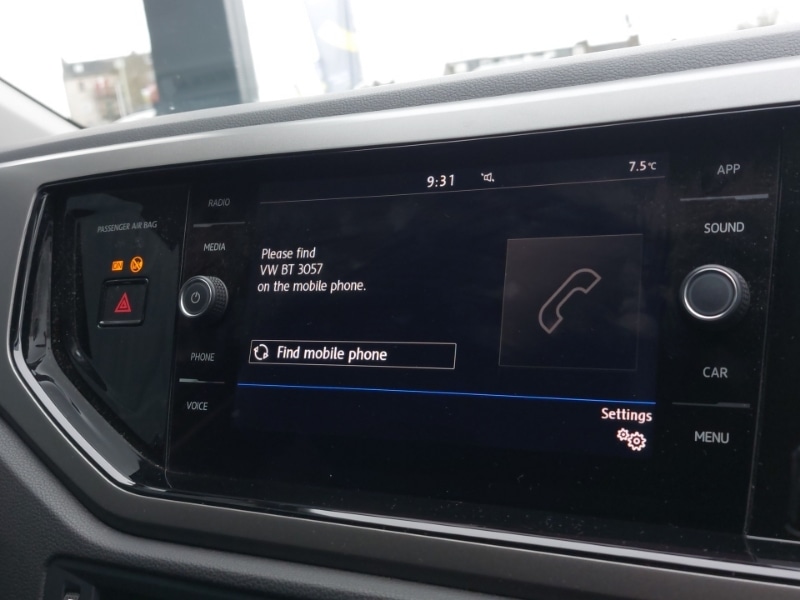 9:31
7.5°C
PASSENGER AIR BAG
ON
RADIO
MEDIA
PHONE
VOICE
Please find
VW BT 3057
on the mobile phone.
Find mobile phone
Settings
APP
SOUND
CAR
MENU